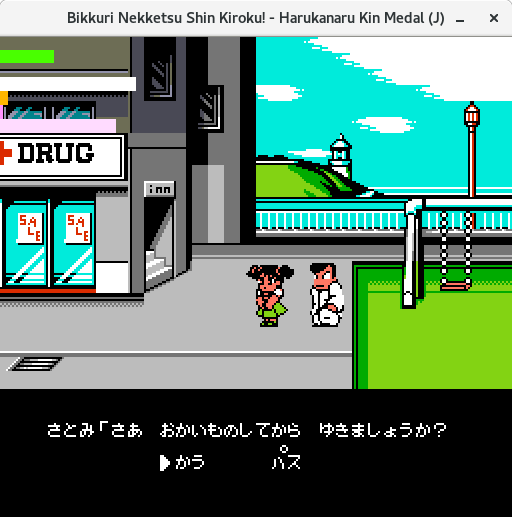 Bikkuri Nekketsu Shin Kiroku! - Harukanaru Kin Medal (J)
DRUG
inn
SALE
SALE
さとみ「さあ おかいものしてから ゆきましょうか?
かう パス